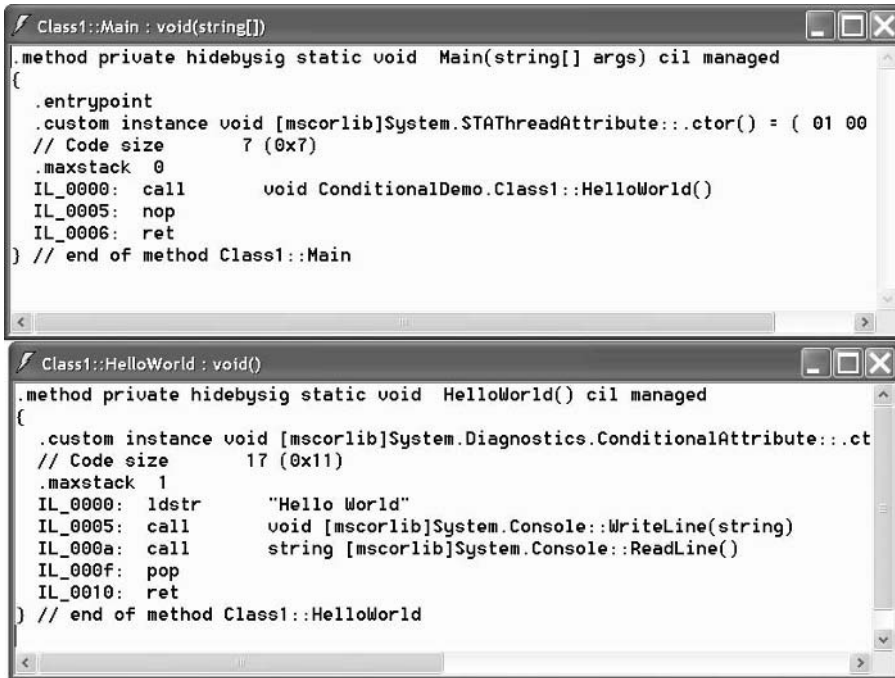 Class1::Main : void(string[])
.method private hidebysig static void  Main(string[] args) cil managed
{
  .entrypoint
  .custom instance void [mscorlib]System.STAThreadAttribute::.ctor() = ( 01 00
  // Code size       7 (0x7)
  .maxstack  0
  IL_0000:  call       void ConditionalDemo.Class1::HelloWorld()
  IL_0005:  nop
  IL_0006:  ret
} // end of method Class1::Main
Class1::HelloWorld : void()
.method private hidebysig static void  HelloWorld() cil managed
{
  .custom instance void [mscorlib]System.Diagnostics.ConditionalAttribute::.ct
  // Code size       17 (0x11)
  .maxstack  1
  IL_0000:  ldstr      "Hello World"
  IL_0005:  call       void [mscorlib]System.Console::WriteLine(string)
  IL_000a:  call       string [mscorlib]System.Console::ReadLine()
  IL_000f:  pop
  IL_0010:  ret
} // end of method Class1::HelloWorld